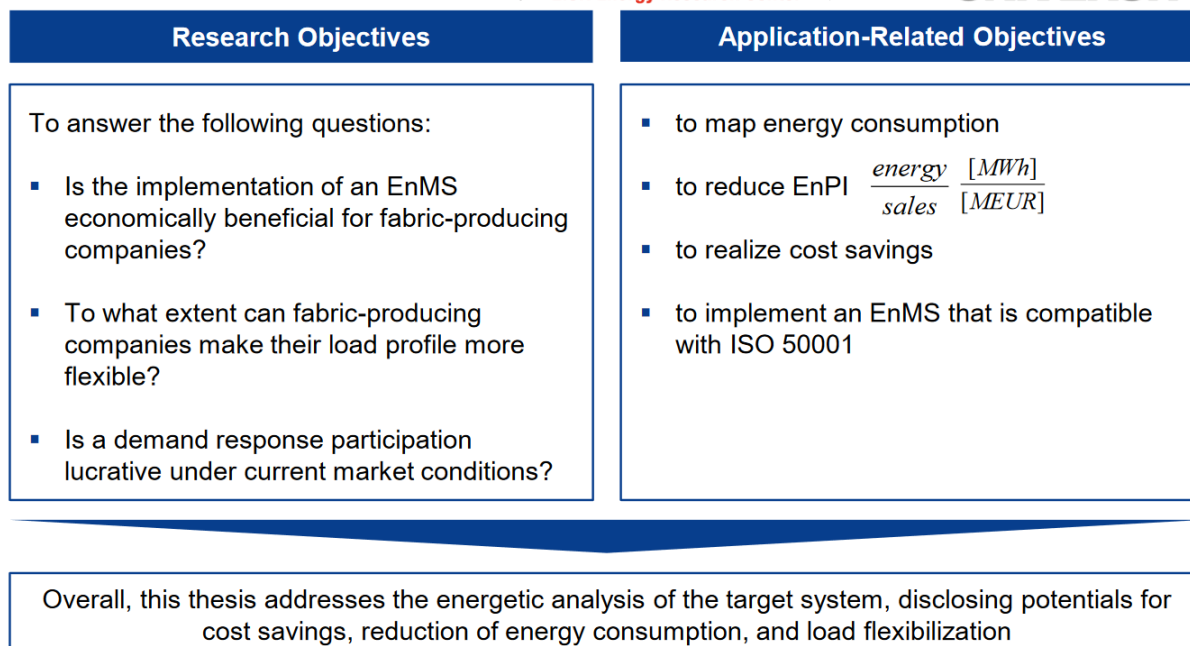 Research Objectives
To answer the following questions:
▪ Is the implementation of an EnMS
economically beneficial for fabric-producing
companies?
▪ To what extent can fabric-producing
companies make their load profile more
flexible?
▪ Is a demand response participation
lucrative under current market conditions?
Application-Related Objectives
▪ to map energy consumption
▪ to reduce EnPI energy/sales [MWh]/[MEUR]
▪ to realize cost savings
▪ to implement an EnMS that is compatible
with ISO 50001
Overall, this thesis addresses the energetic analysis of the target system, disclosing potentials for
cost savings, reduction of energy consumption, and load flexibilization